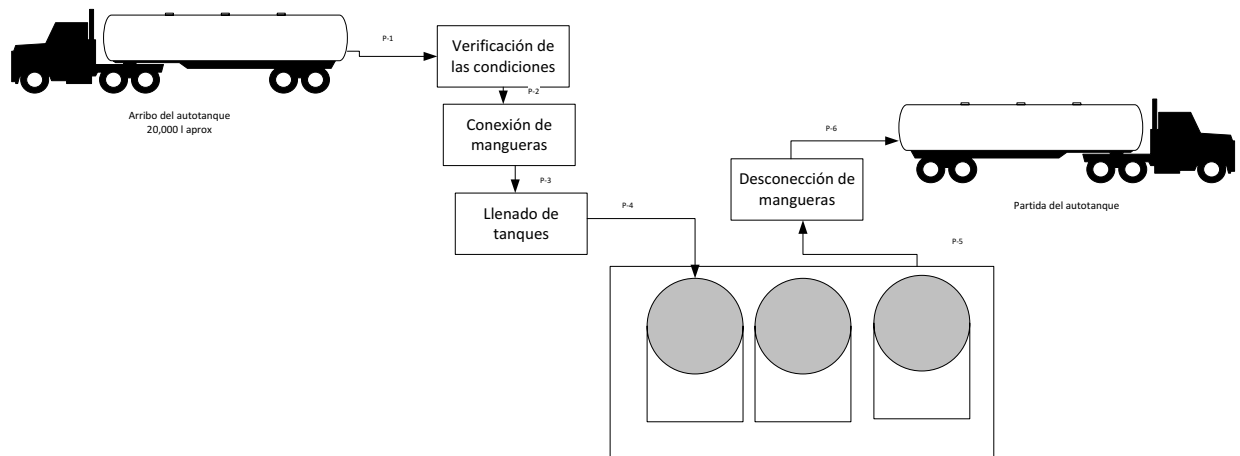 P-1
Verificación de
las condiciones
P-2
Arribo del autotanque
20,000 l aprox
Conexión de
mangueras
P-3
Llenado de
tanques
P-4
P-5
Desconección de
mangueras
P-6
Partida del autotanque